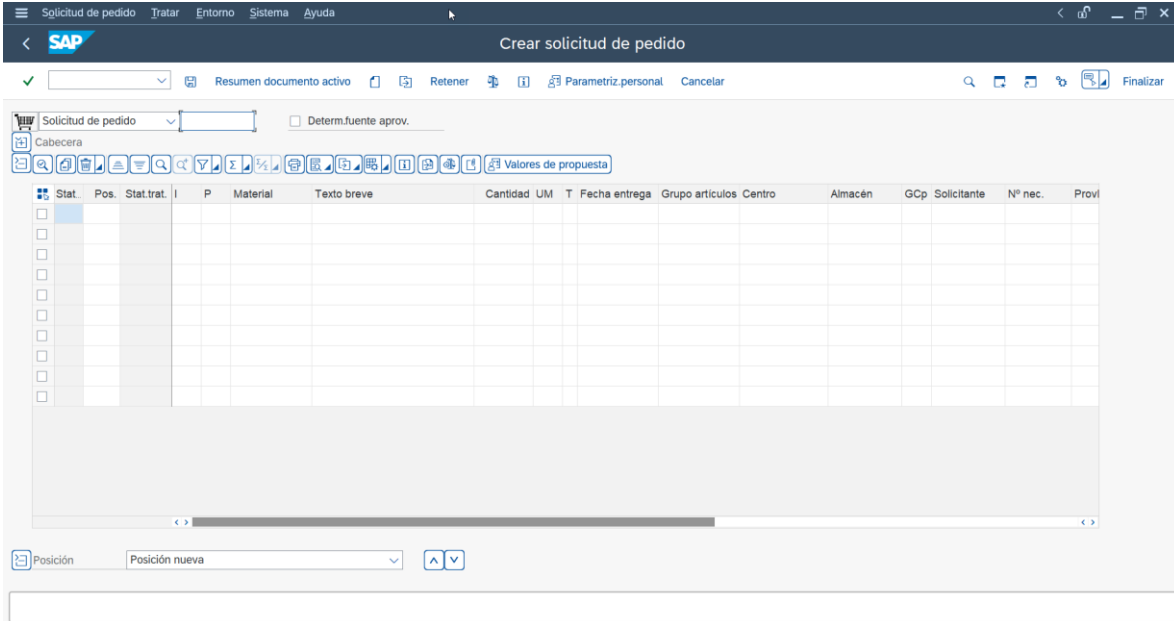 Solicitud de pedido Tratar Entorno Sistema Ayuda
SAP Crear solicitud de pedido
Resumen documento activo Retener Parametriz.personal Cancelar Finalizar
Solicitud de pedido Determ.fuente aprov.
Cabecera
Valores de propuesta
Stat.. Pos. Stat.trat. I P Material Texto breve Cantidad UM T Fecha entrega Grupo artículos Centro Almacén GCp Solicitante Nº nec. Provi
Posición Posición nueva